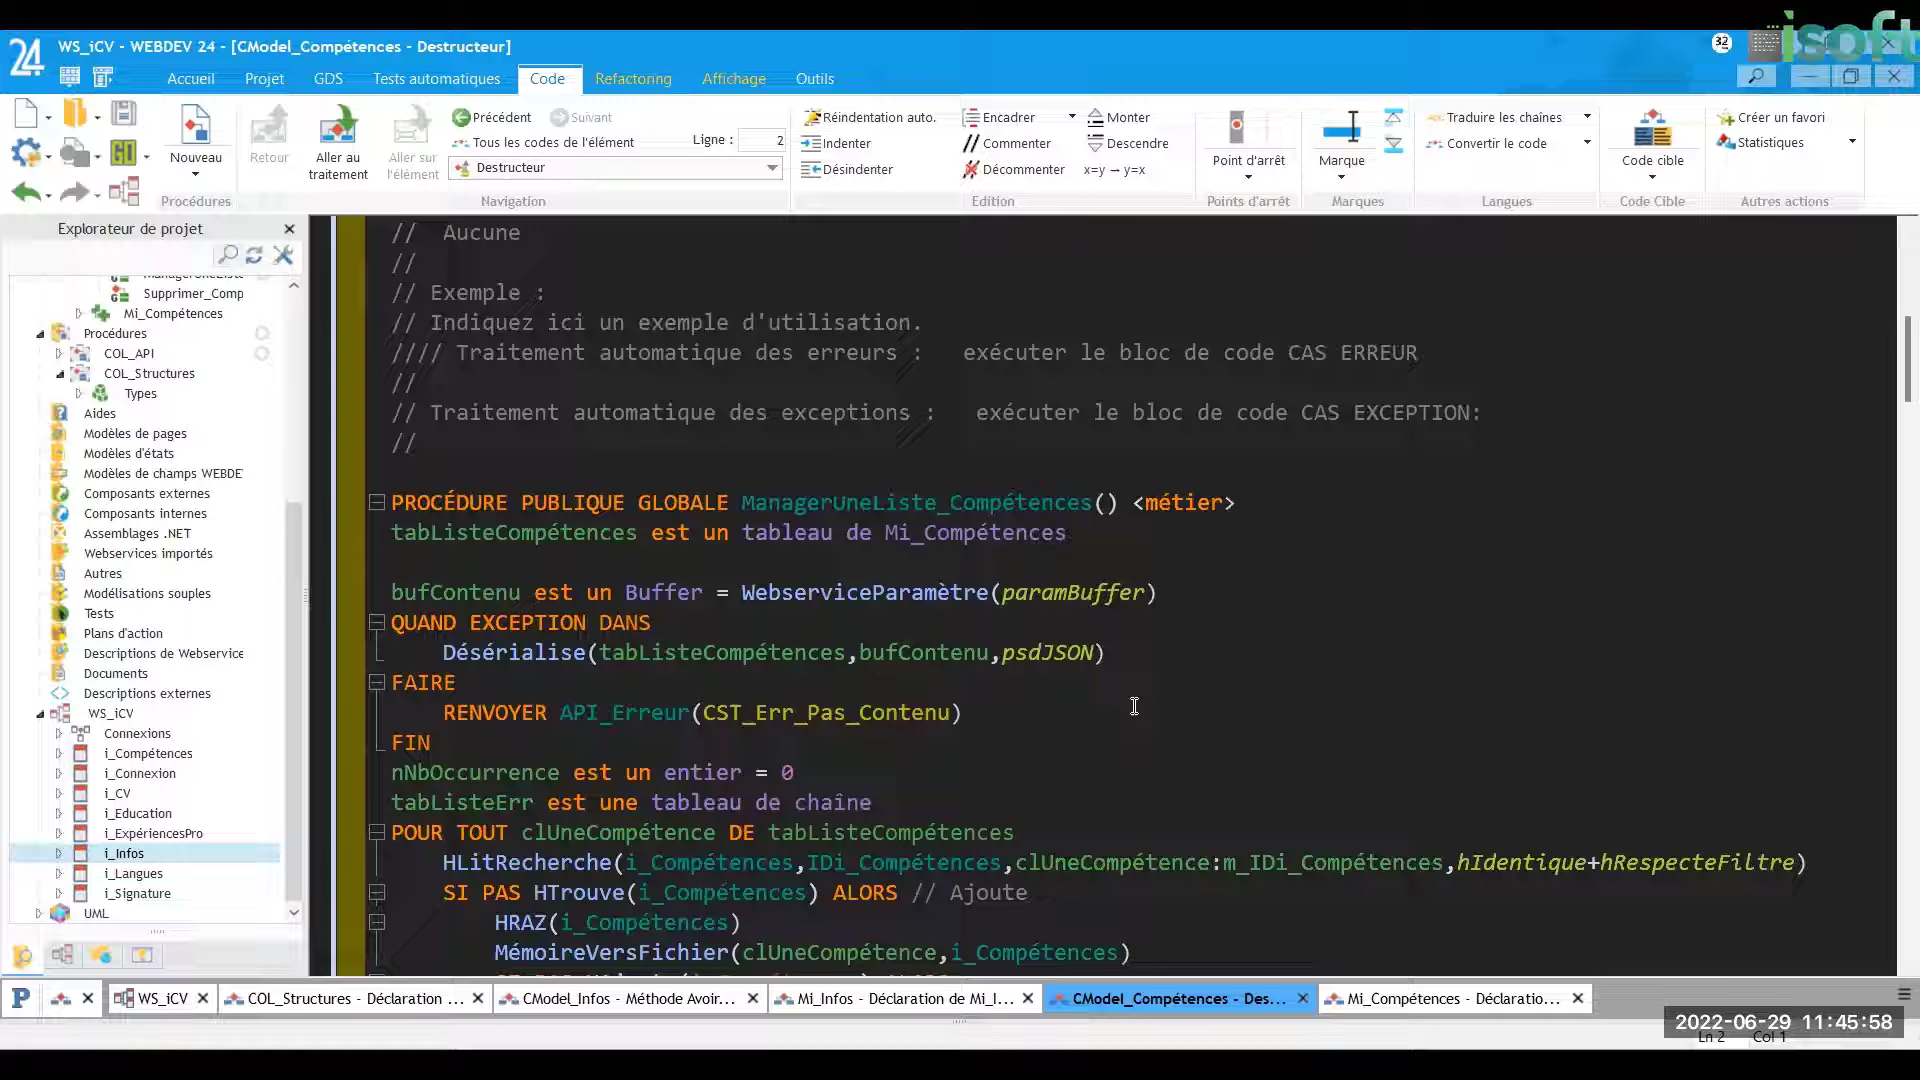 isoft
24 WS_iCV - WEBDEV 24 - [CModel_Compétences - Destructeur]
32
Accueil Projet GDS Tests automatiques Code Refactoring Affichage Outils
Nouveau
Retour
Aller au traitement
Aller sur l'élément
Précédent Suivant
Tous les codes de l'élément Ligne : 2
Destructeur
Réindentation auto.
Indenter
Désindenter
Encadrer
// Commenter
Décommenter
Monter
Descendre
x=y → y=x
Point d'arrêt
Marque
Traduire les chaînes
Convertir le code
Code cible
Créer un favori
Statistiques
Procédures Navigation Edition Points d'arrêt Marques Langues Code Cible Autres actions
Explorateur de projet
Supprimer_Comp
Mi_Compétences
Procédures
COL_API
COL_Structures
Types
Aides
Modèles de pages
Modèles d'états
Modèles de champs WEBDE
Composants externes
Composants internes
Assemblages .NET
Webservices importés
Autres
Modélisations souples
Tests
Plans d'action
Descriptions de Webservice
Documents
Descriptions externes
WS_iCV
Connexions
i_Compétences
i_Connexion
i_CV
i_Education
i_ExpériencesPro
i_Infos
i_Langues
i_Signature
UML
// Aucune
//
// Exemple :
// Indiquez ici un exemple d'utilisation.
//// Traitement automatique des erreurs : exécuter le bloc de code CAS ERREUR
//
// Traitement automatique des exceptions : exécuter le bloc de code CAS EXCEPTION:
//
PROCÉDURE PUBLIQUE GLOBALE ManagerUneListe_Compétences() <métier>
tabListeCompétences est un tableau de Mi_Compétences
bufContenu est un Buffer = WebserviceParamètre(paramBuffer)
QUAND EXCEPTION DANS
Désérialise(tabListeCompétences,bufContenu,psdJSON)
FAIRE
RENVOYER API_Erreur(CST_Err_Pas_Contenu)
FIN
nNbOccurrence est un entier = 0
tabListeErr est une tableau de chaîne
POUR TOUT clUneCompétence DE tabListeCompétences
HLitRecherche(i_Compétences,IDi_Compétences,clUneCompétence:m_IDi_Compétences,hIdentique+hRespecteFiltre)
SI PAS HTrouve(i_Compétences) ALORS // Ajoute
HRAZ(i_Compétences)
MémoireVersFichier(clUneCompétence,i_Compétences)
WS_iCV COL_Structures - Déclaration ... CModel_Infos - Méthode Avoir... Mi_Infos - Déclaration de Mi_I... CModel_Compétences - Des... Mi_Compétences - Déclaratio...
2022-06-29 11:45:58
Ln 2 Col 1